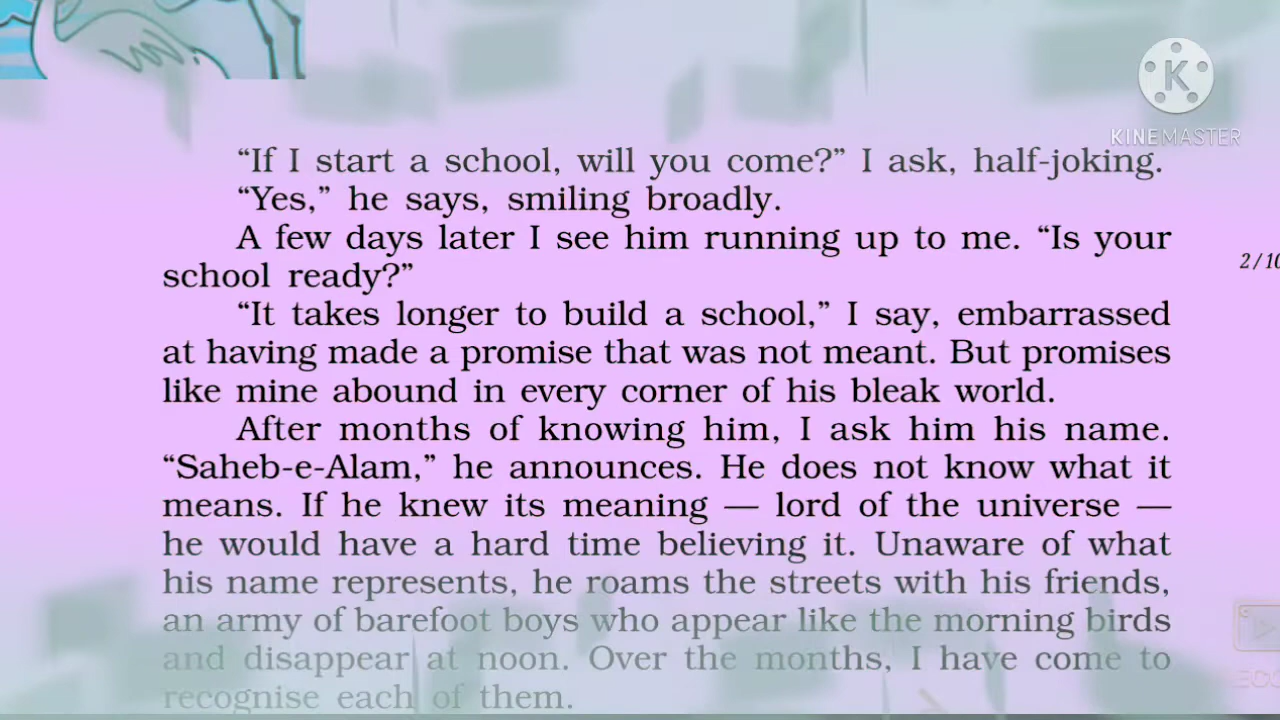 KINEMASTER
“If I start a school, will you come?” I ask, half-joking.
“Yes,” he says, smiling broadly.
A few days later I see him running up to me. “Is your
school ready?”
“It takes longer to build a school,” I say, embarrassed
at having made a promise that was not meant. But promises
like mine abound in every corner of his bleak world.
After months of knowing him, I ask him his name.
“Saheb-e-Alam,” he announces. He does not know what it
means. If he knew its meaning — lord of the universe —
he would have a hard time believing it. Unaware of what
his name represents, he roams the streets with his friends,
an army of barefoot boys who appear like the morning birds
and disappear at noon. Over the months, I have come to
recognise each of them.
2/10